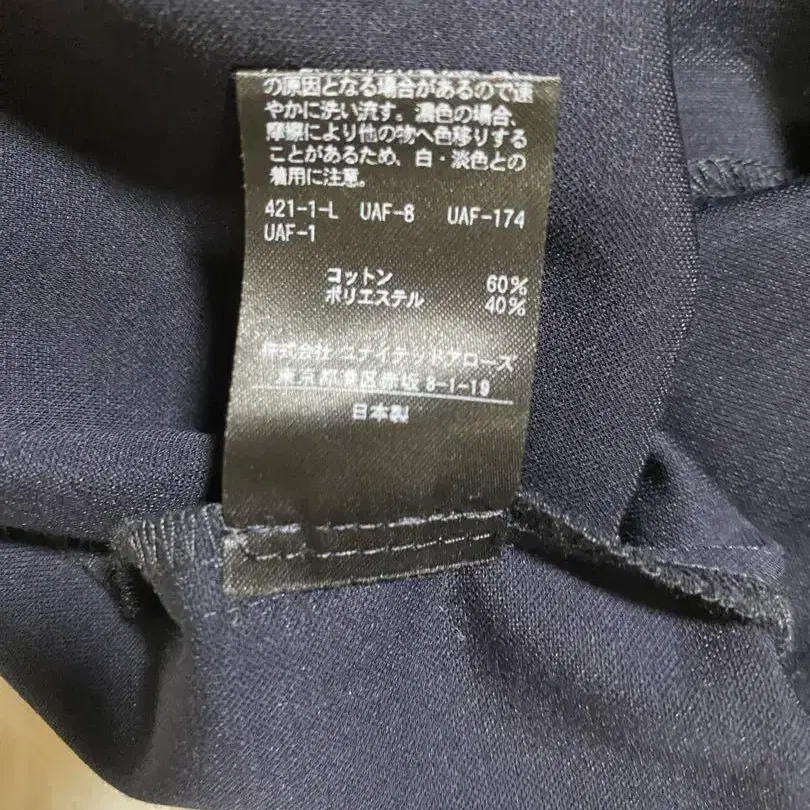 の原因となる場合があるので速
やかに洗い流す。濃色の場合、
摩擦により他の物へ色移りする
ことがあるため、白・淡色との
着用に注意。
421-1-L UAF-8 UAF-174
UAF-1
コットン 60%
ポリエステル 40%
株式会社 ユナイテッドアローズ
東京都港区赤坂 8-1-19
日本製